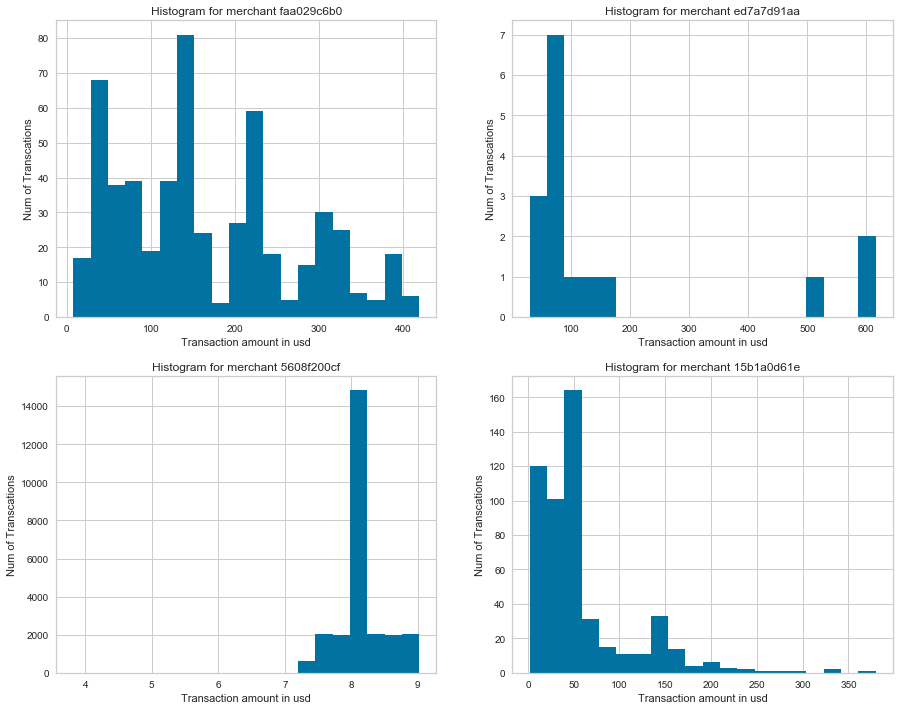 Histogram for merchant faa029c6b0
80
70
60
50
40
30
20
10
0
Num of Transcations
0 100 200 300 400
Transaction amount in usd
Histogram for merchant ed7a7d91aa
7
6
5
4
3
2
1
0
Num of Transcations
100 200 300 400 500 600
Transaction amount in usd
Histogram for merchant 5608f200cf
14000
12000
10000
8000
6000
4000
2000
0
Num of Transcations
4 5 6 7 8 9
Transaction amount in usd
Histogram for merchant 15b1a0d61e
160
140
120
100
80
60
40
20
0
Num of Transcations
0 50 100 150 200 250 300 350
Transaction amount in usd